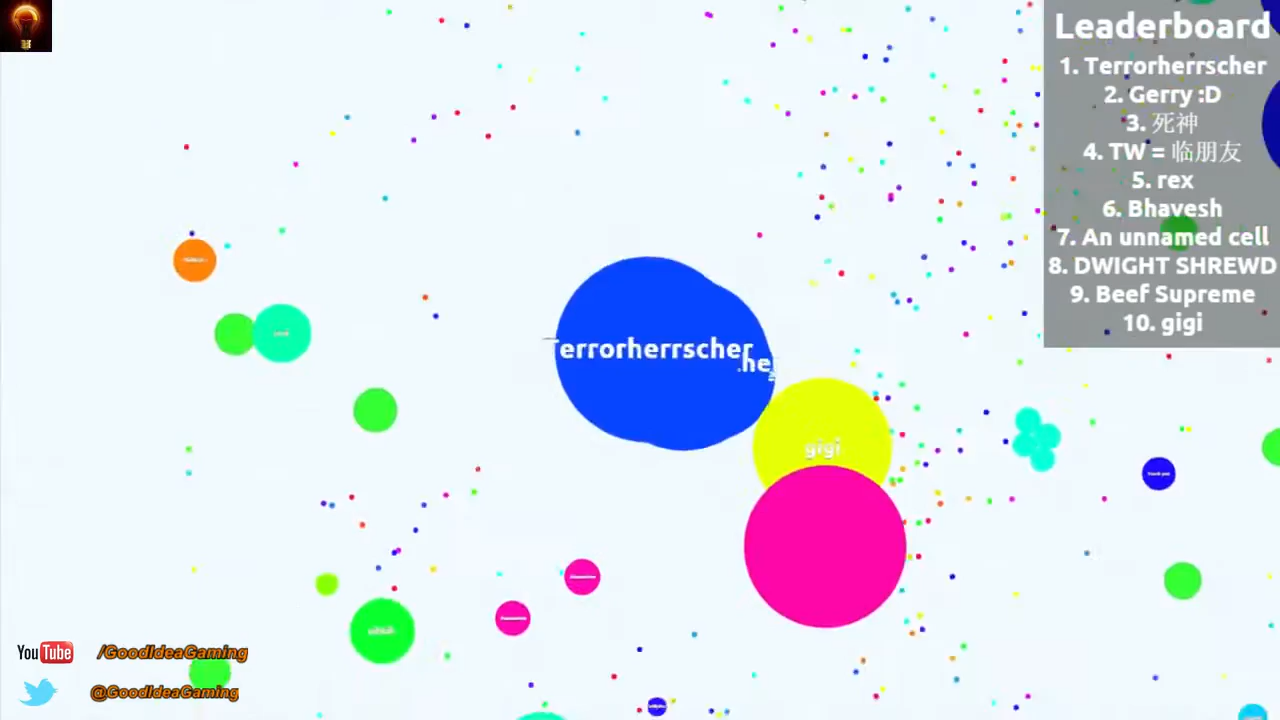 Leaderboard
1. Terrorherrscher
2. Gerry :D
3. 死神
4. TW = 临朋友
5. rex
6. Bhavesh
7. An unnamed cell
8. DWIGHT SHREWD
9. Beef Supreme
10. gigi
Terrorherrscher
.he
gigi
YouTube /GoodIdeaGaming
@GoodIdeaGaming